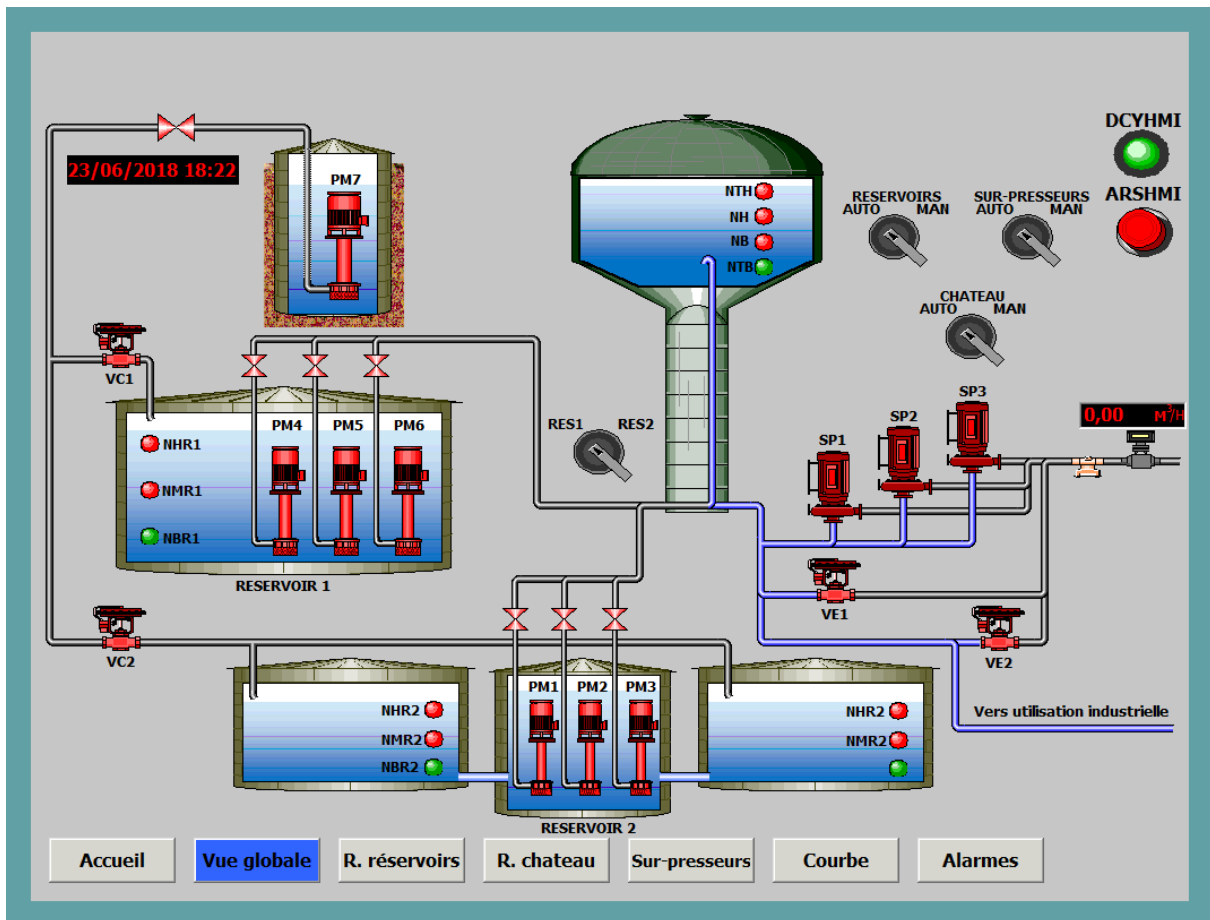 DCYHMI
23/06/2018 18:22
PM7
NTH
NH
NB
NTB
RESERVOIRS
AUTO MAN
SUR-PRESSEURS
AUTO MAN
ARSHMI
CHATEAU
AUTO MAN
VC1
RES1 RES2
SP1
SP2
SP3
0,00 M³/H
NHR1
NMR1
NBR1
PM4 PM5 PM6
RESERVOIR 1
VE1
VE2
VC2
NHR2
NMR2
NBR2
PM1 PM2 PM3
NHR2
NMR2
Vers utilisation industrielle
RESERVOIR 2
Accueil
Vue globale
R. réservoirs
R. chateau
Sur-presseurs
Courbe
Alarmes